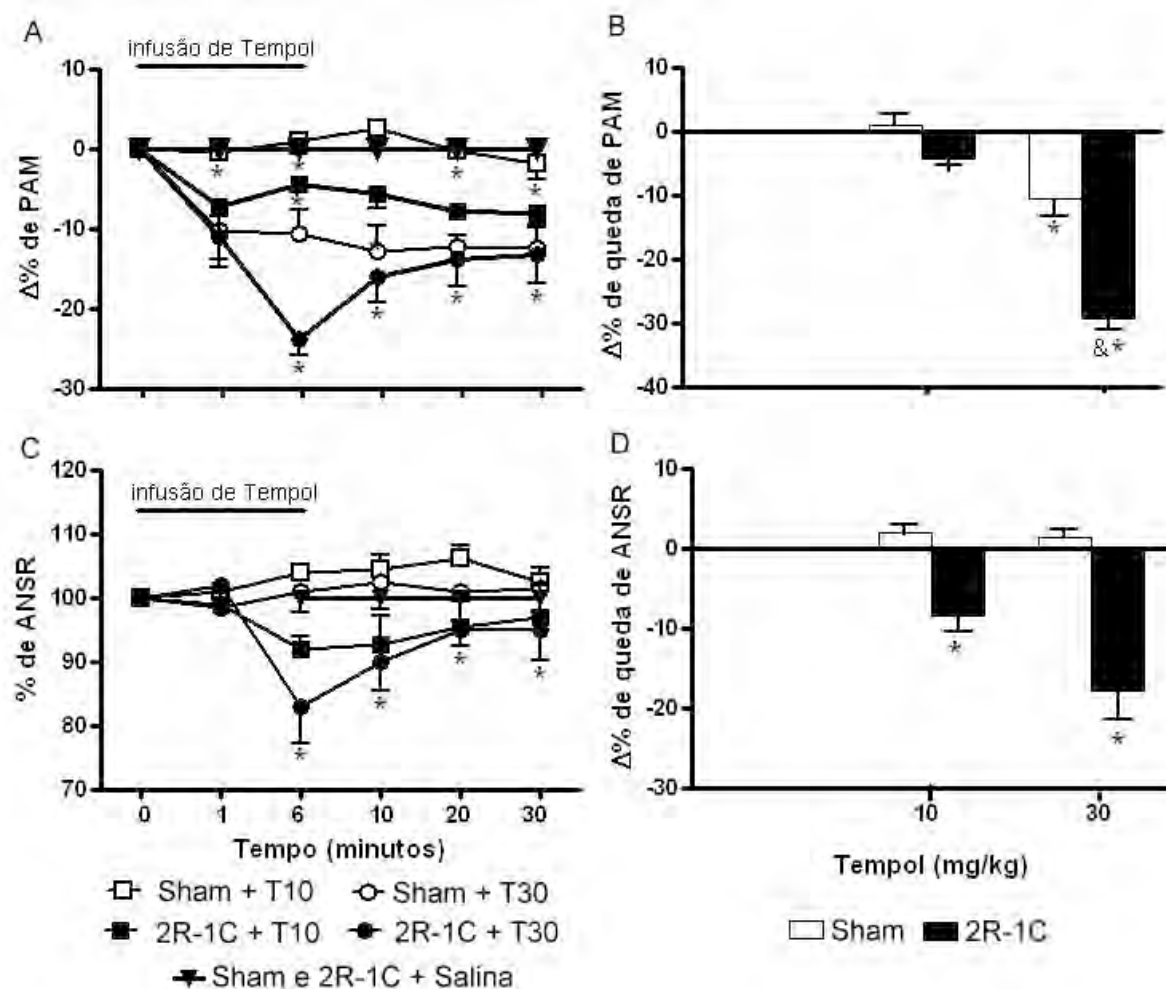 A
infusão de Tempol
Δ% de PAM
10
0
-10
-20
-30
* * * *
*
* * *
*
B
Δ% de queda de PAM
10
0
-10
-20
-30
-40
*
&*
C
infusão de Tempol
% de ANSR
120
110
100
90
80
70
* * * *
0 1 6 10 20 30
Tempo (minutos)
D
Δ% de queda de ANSR
10
0
-10
-20
-30
*
*
10 30
Tempol (mg/kg)
Sham + T10 Sham + T30
2R-1C + T10 2R-1C + T30
Sham e 2R-1C + Salina
Sham 2R-1C